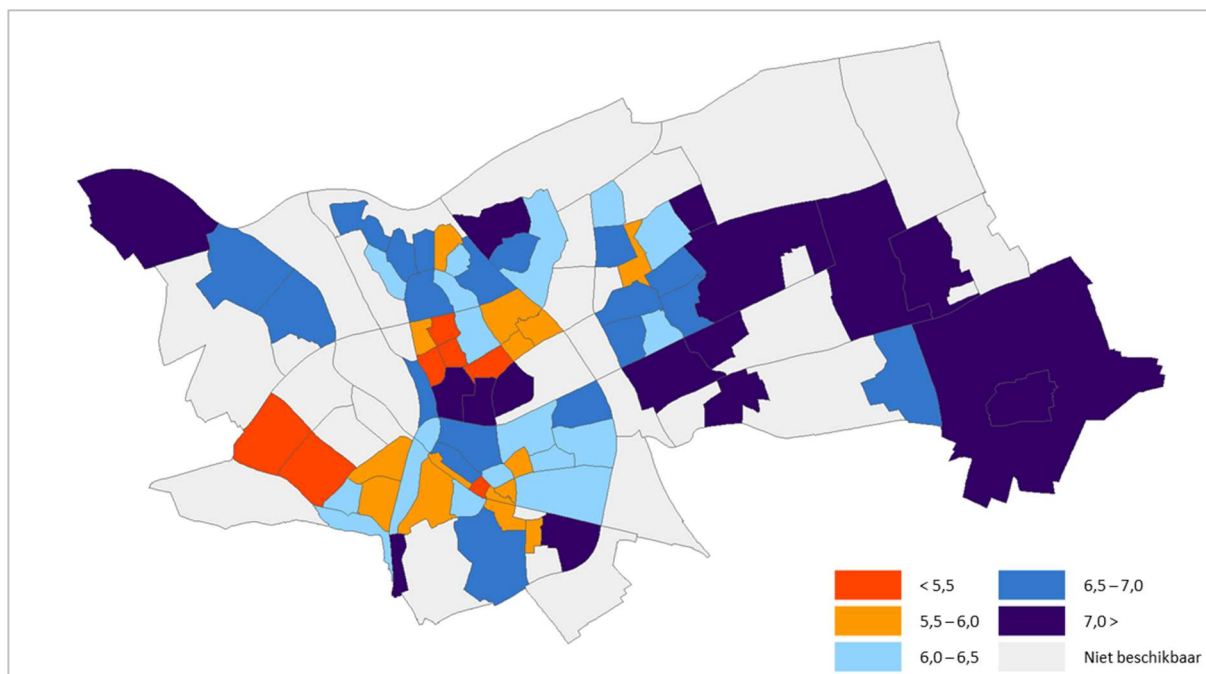 < 5,5
5,5 – 6,0
6,0 – 6,5
6,5 – 7,0
7,0 >
Niet beschikbaar